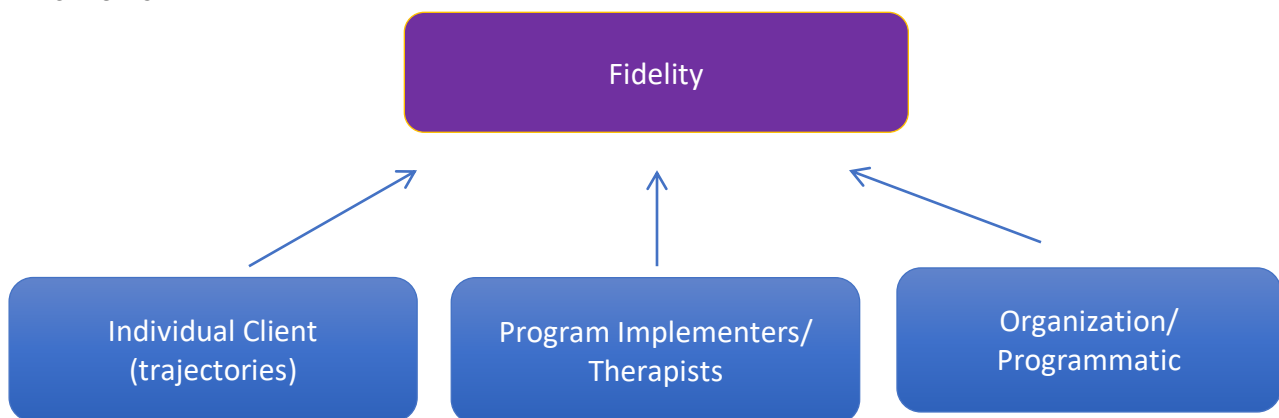 Fidelity
Individual Client
(trajectories)
Program Implementers/
Therapists
Organization/
Programmatic